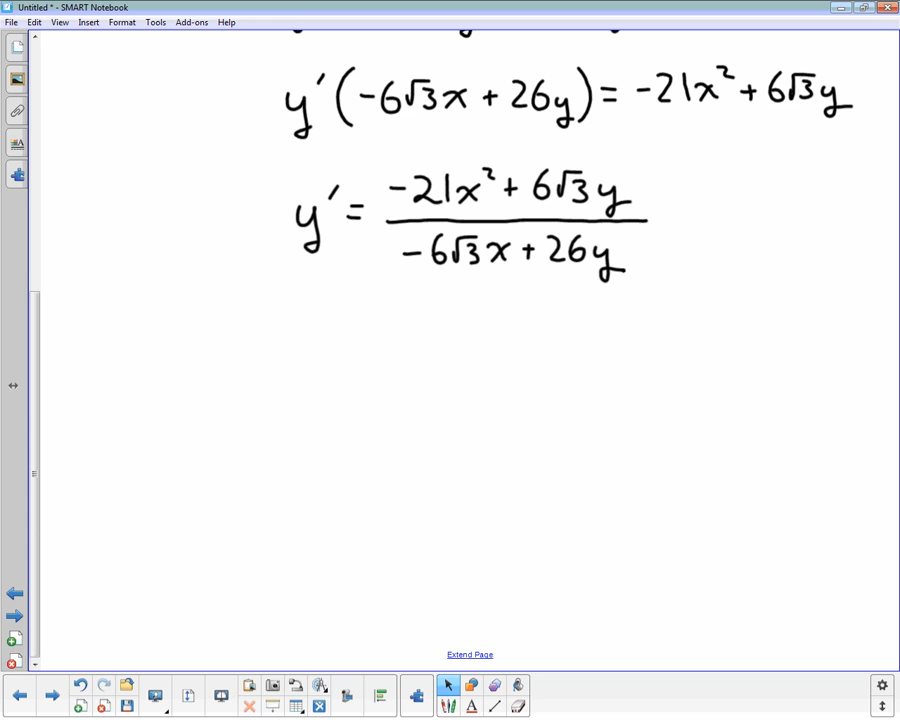 Untitled * - SMART Notebook
File Edit View Insert Format Tools Add-ons Help
y′(-6√3x + 26y) = -21x² + 6√3y
y′ = (-21x² + 6√3y) / (-6√3x + 26y)
Extend Page